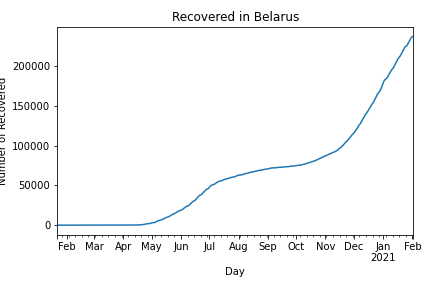 Recovered in Belarus
Number of Recovered
200000
150000
100000
50000
0
Feb Mar Apr May Jun Jul Aug Sep Oct Nov Dec Jan Feb
2021
Day